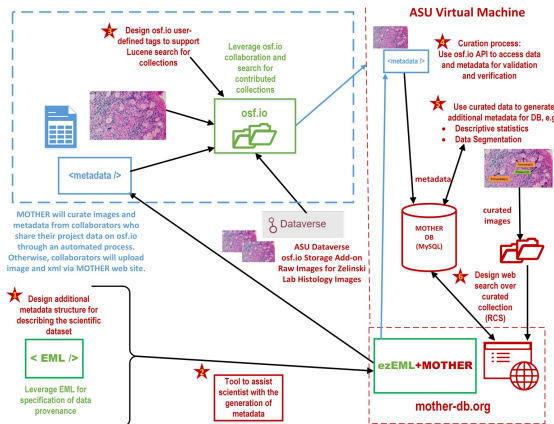 ASU Virtual Machine
3
Design osf.io user-
defined tags to support
Lucene search for
collections
Leverage osf.io
collaboration and
search for
contributed
collections
osf.io
<metadata />
MOTHER will curate images and
metadata from collaborators who
share their project data on osf.io
through an automated process.
Otherwise, collaborators will upload
image and xml via MOTHER web site.
Dataverse
ASU Dataverse
osf.io Storage Add-on
Raw Images for Zelinski
Lab Histology Images
<metadata />
4
Curation process:
Use osf.io API to access data
and metadata for validation
and verification
5
Use curated data to generate
additional metadata for DB, e.g
• Descriptive statistics
• Data Segmentation
metadata
curated
images
MOTHER
DB
(MySQL)
6
Design web
search over
curated
collection
(RCS)
1
Design additional
metadata structure for
describing the scientific
dataset
< EML />
Leverage EML for
specification of data
provenance
2
Tool to assist
scientist with the
generation of
metadata
ezEML+MOTHER
mother-db.org